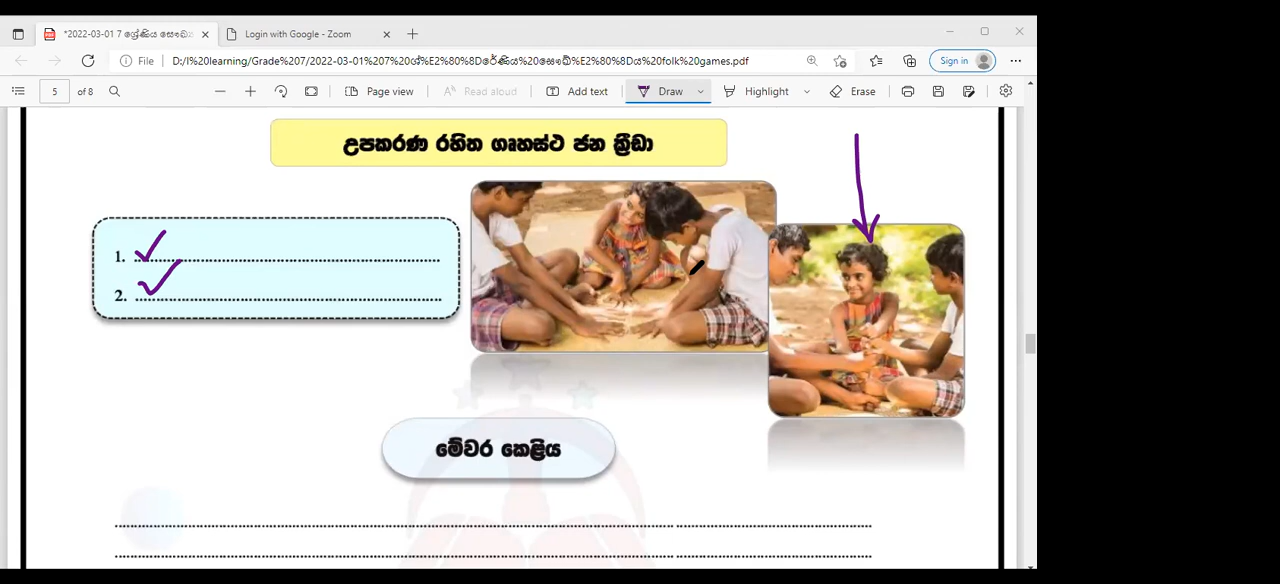 *2022-03-01 7 ශ්‍රේණිය සෞඛ්‍ය
Login with Google - Zoom
File
D:/I%20learning/Grade%207/2022-03-01%207%20ශ්%E2%80%8Dරේණිය%20සෞඛ්%E2%80%8Dය%20folk%20games.pdf
Sign in
5 of 8
Page view
Read aloud
Add text
Draw
Highlight
Erase
උපකරණ රහිත ගෘහස්ථ ජන ක්‍රීඩා
1.
2.
මේවර කෙළිය